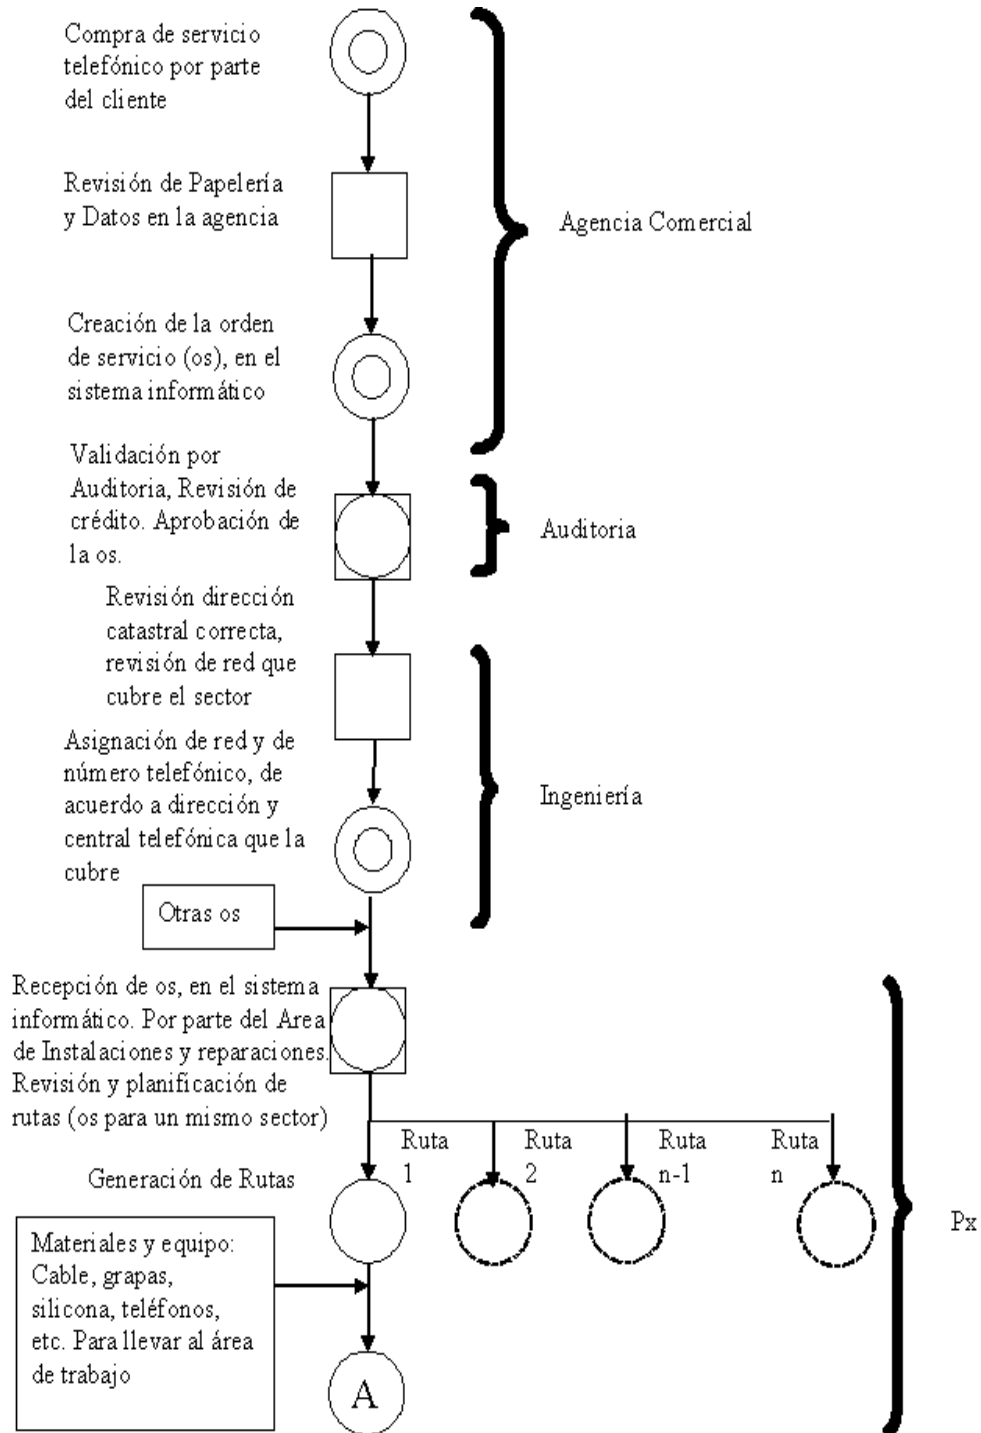 Compra de servicio
telefónico por parte
del cliente
Revisión de Papelería
y Datos en la agencia
Agencia Comercial
Creación de la orden
de servicio (os), en el
sistema informático
Validación por
Auditoria, Revisión de
crédito. Aprobación de
la os.
Auditoria
Revisión dirección
catastral correcta,
revisión de red que
cubre el sector
Asignación de red y de
número telefónico, de
acuerdo a dirección y
central telefónica que la
cubre
Ingeniería
Otras os
Recepción de os, en el sistema
informático. Por parte del Area
de Instalaciones y reparaciones.
Revisión y planificación de
rutas (os para un mismo sector)
Ruta
1
Ruta
2
Ruta
n-1
Ruta
n
Generación de Rutas
Px
Materiales y equipo:
Cable, grapas,
silicona, teléfonos,
etc. Para llevar al área
de trabajo
A